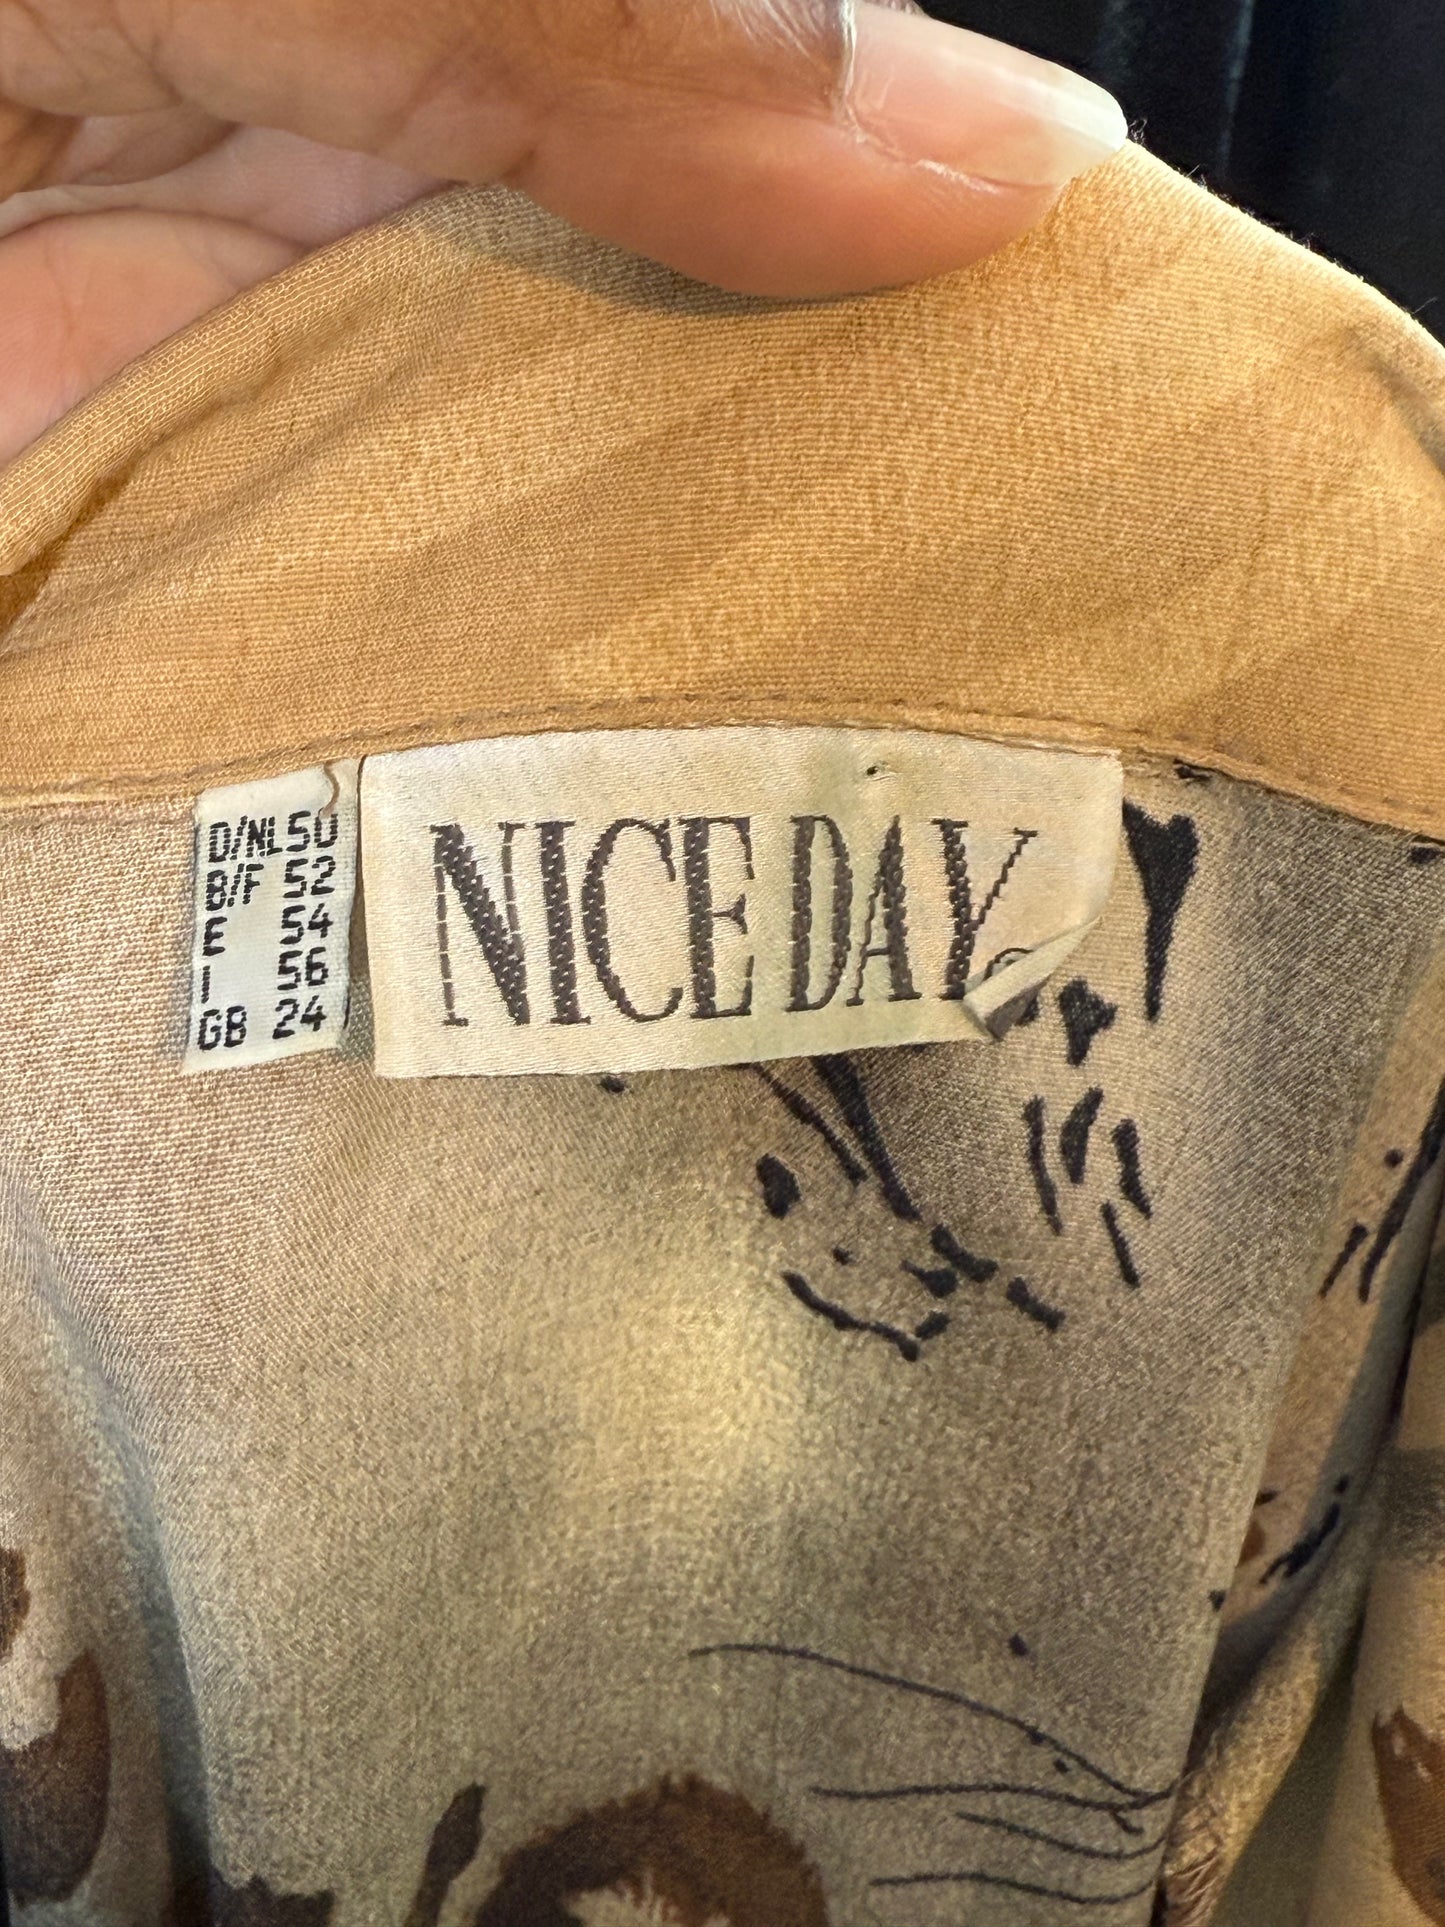 D/NL 50
B/F 52
E 54
I 56
GB 24
NICE DAY